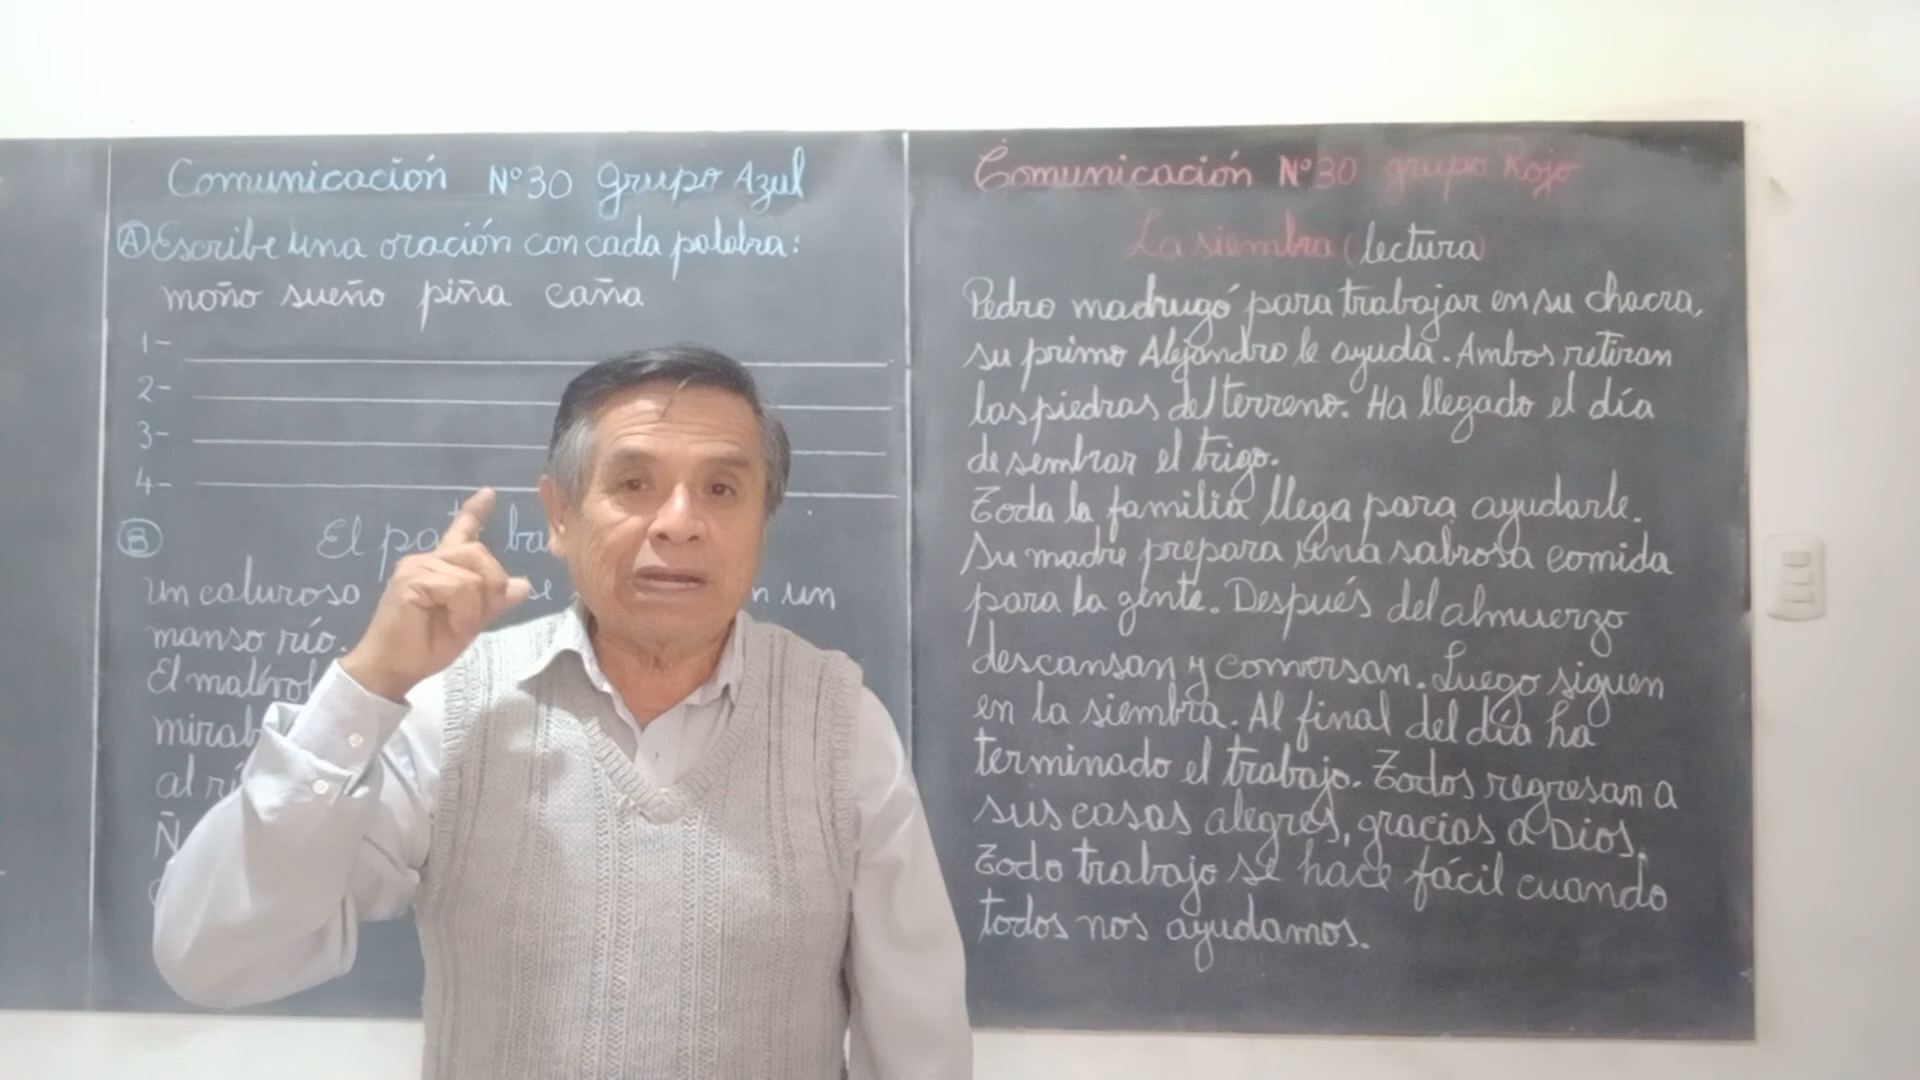 Comunicación N°30 grupo Azul
A Escribe una oración con cada palabra:
moño sueño piña caña
1-
2-
3-
4-
B El
un caluroso se un
manso río.
El
al
Ñ
Comunicación N°30 grupo Rojo
La siembra (lectura)
Pedro madrugó para trabajar en su chacra,
su primo Alejandro le ayuda. Ambos retiran
las piedras del terreno. Ha llegado el día
de sembrar el trigo.
Toda la familia llega para ayudarle.
Su madre prepara una sabrosa comida
para la gente. Después del almuerzo
descansan y conversan. Luego siguen
en la siembra. Al final del día ha
terminado el trabajo. Todos regresan a
sus casas alegres, gracias a Dios.
Todo trabajo se hace fácil cuando
todos nos ayudamos.